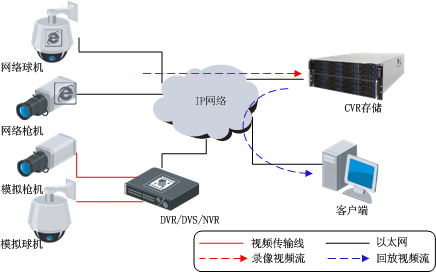 网络球机
网络枪机
模拟枪机
模拟球机
IP网络
CVR存储
DVR/DVS/NVR
客户端
视频传输线
以太网
录像视频流
回放视频流